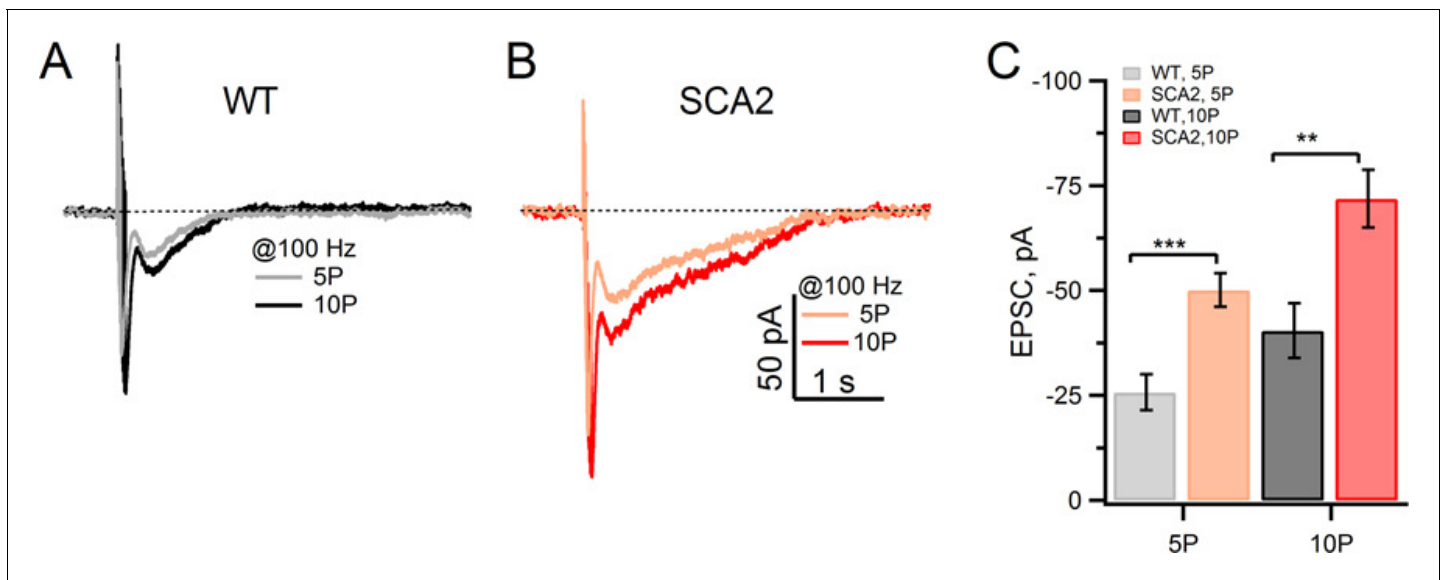 A
WT
@100 Hz
5P
10P
B
SCA2
@100 Hz
5P
10P
50 pA
1 s
C
WT, 5P
SCA2, 5P
WT,10P
SCA2,10P
-100
-75
-50
-25
0
EPSC, pA
***
**
5P
10P